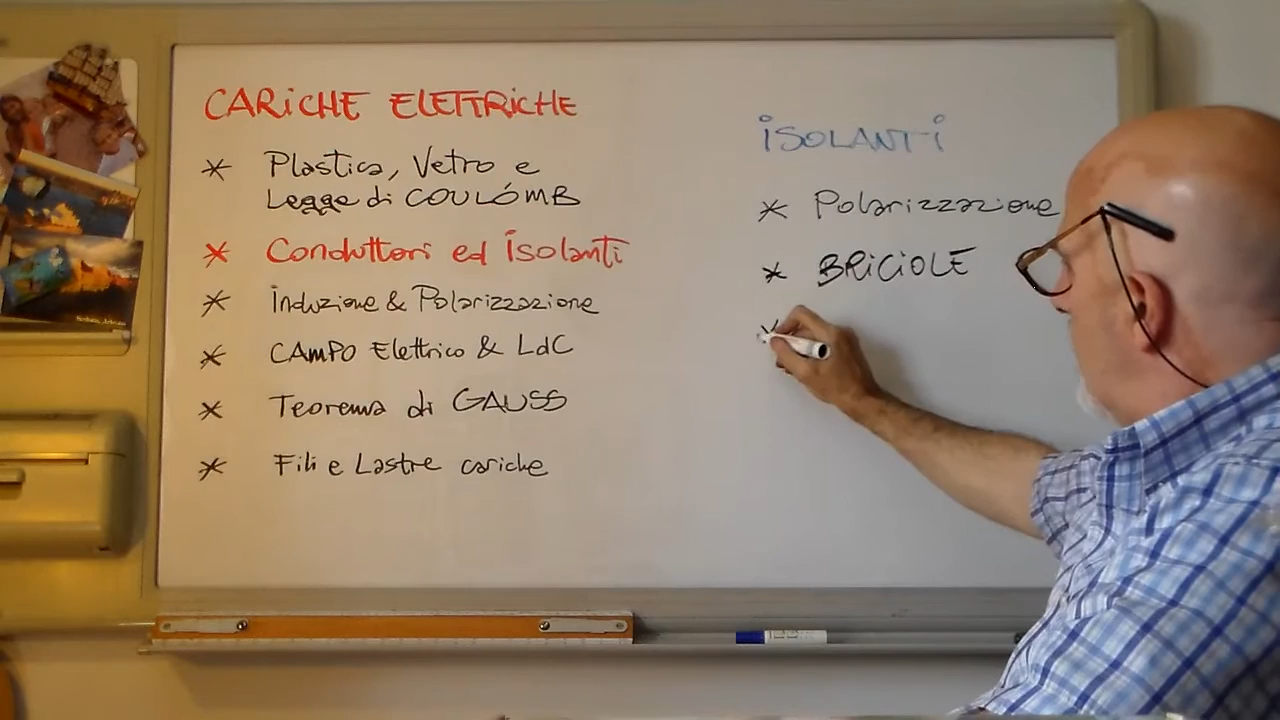 CARICHE ELETTRICHE
* Plastica, Vetro e
Legge di COULÓMB
* Conduttori ed Isolanti
* Induzione & Polarizzazione
* CAMPO Elettrico & LdC
* Teorema di GAUSS
* Fili e Lastre cariche
ISOLANTI
* Polarizzazione
* BRICIOLE